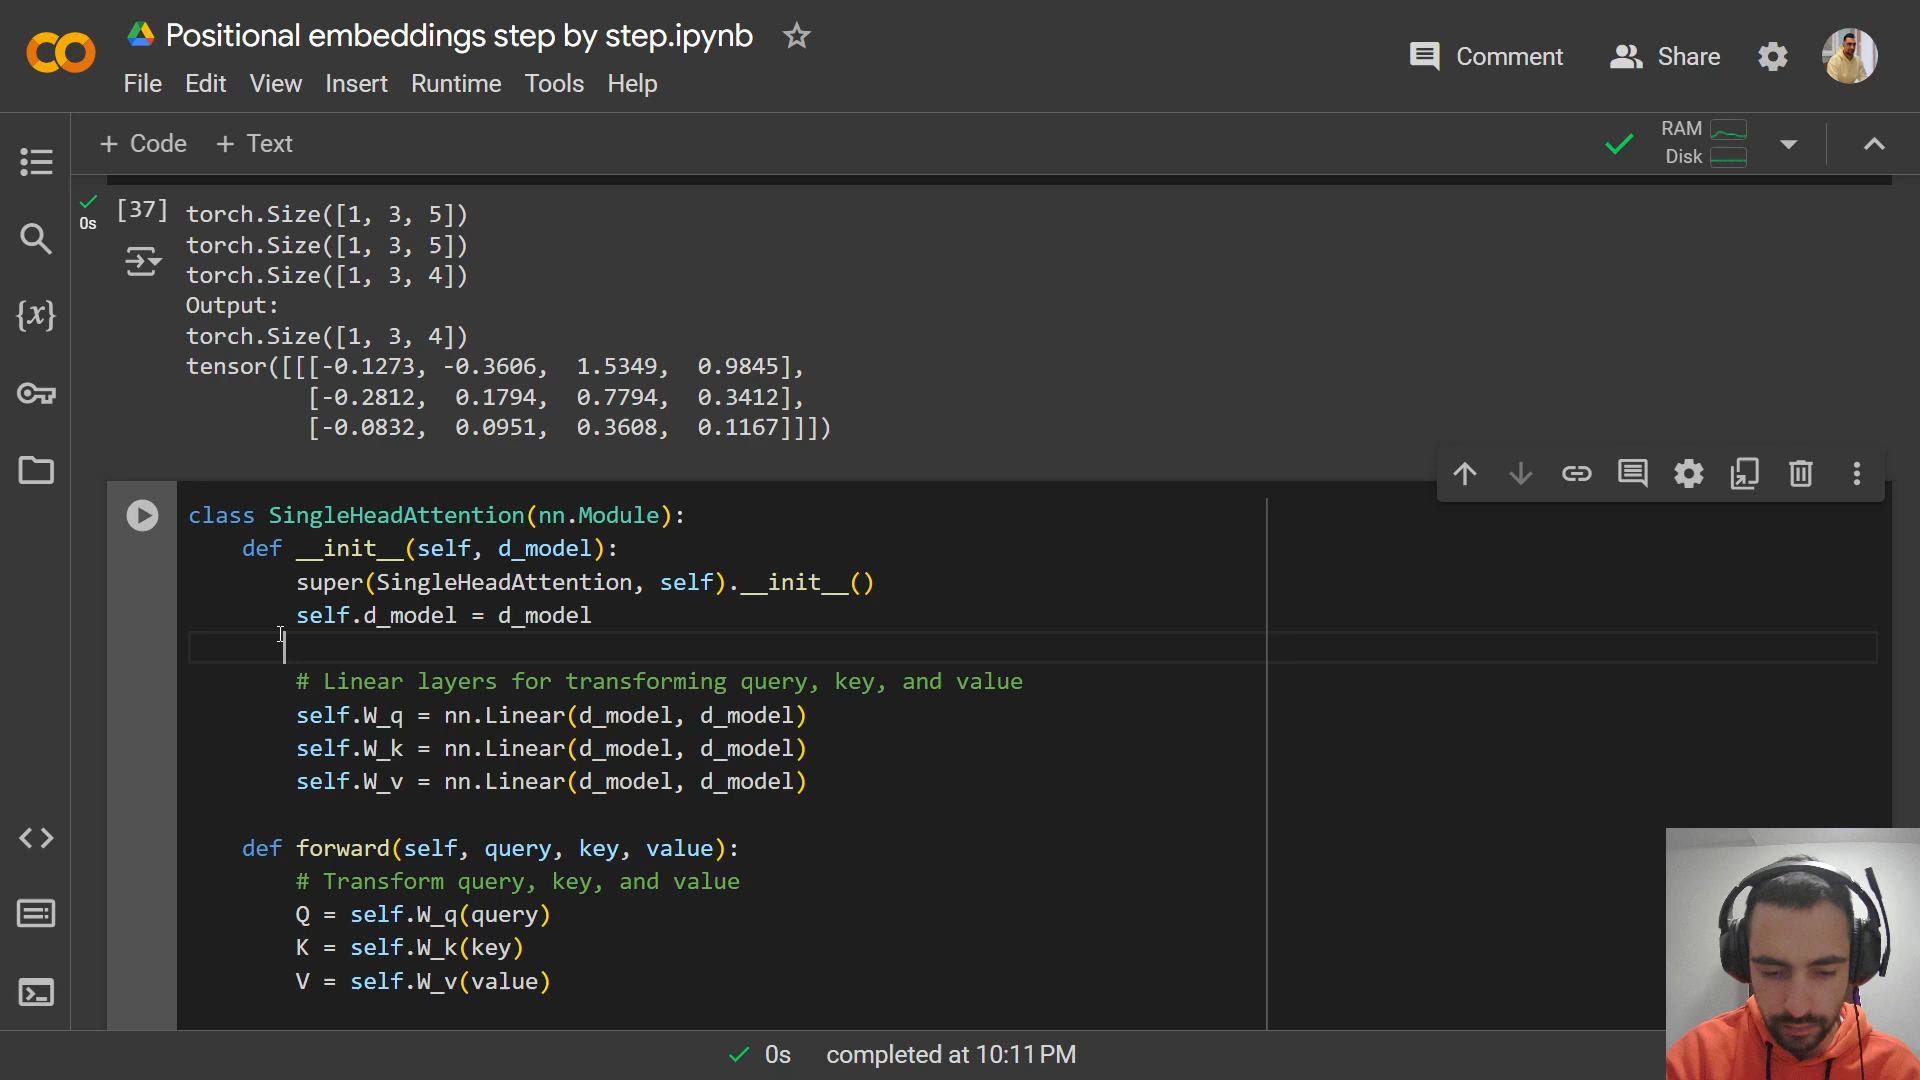 Positional embeddings step by step.ipynb
File Edit View Insert Runtime Tools Help
Comment
Share
+ Code + Text
RAM
Disk
0s
[37]
torch.Size([1, 3, 5])
torch.Size([1, 3, 5])
torch.Size([1, 3, 4])
Output:
torch.Size([1, 3, 4])
tensor([[[-0.1273, -0.3606, 1.5349, 0.9845],
[-0.2812, 0.1794, 0.7794, 0.3412],
[-0.0832, 0.0951, 0.3608, 0.1167]]])
class SingleHeadAttention(nn.Module):
def __init__(self, d_model):
super(SingleHeadAttention, self).__init__()
self.d_model = d_model
# Linear layers for transforming query, key, and value
self.W_q = nn.Linear(d_model, d_model)
self.W_k = nn.Linear(d_model, d_model)
self.W_v = nn.Linear(d_model, d_model)
def forward(self, query, key, value):
# Transform query, key, and value
Q = self.W_q(query)
K = self.W_k(key)
V = self.W_v(value)
0s completed at 10:11 PM